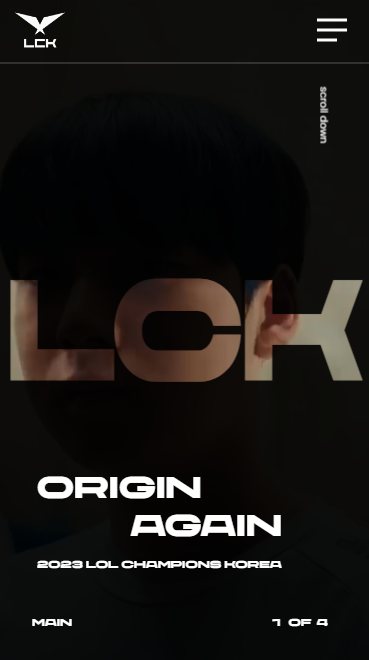 LCK
scroll down
LCK
ORIGIN
AGAIN
2023 LOL CHAMPIONS KOREA
MAIN
1 OF 4